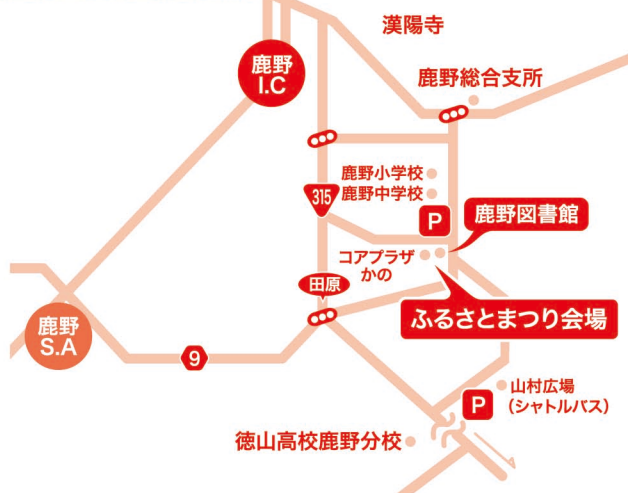 漢陽寺
鹿野
I.C
鹿野総合支所
鹿野小学校
鹿野中学校
315
P
鹿野図書館
コアプラザ
かの
田原
ふるさとまつり会場
鹿野
S.A
9
山村広場
(シャトルバス)
P
徳山高校鹿野分校